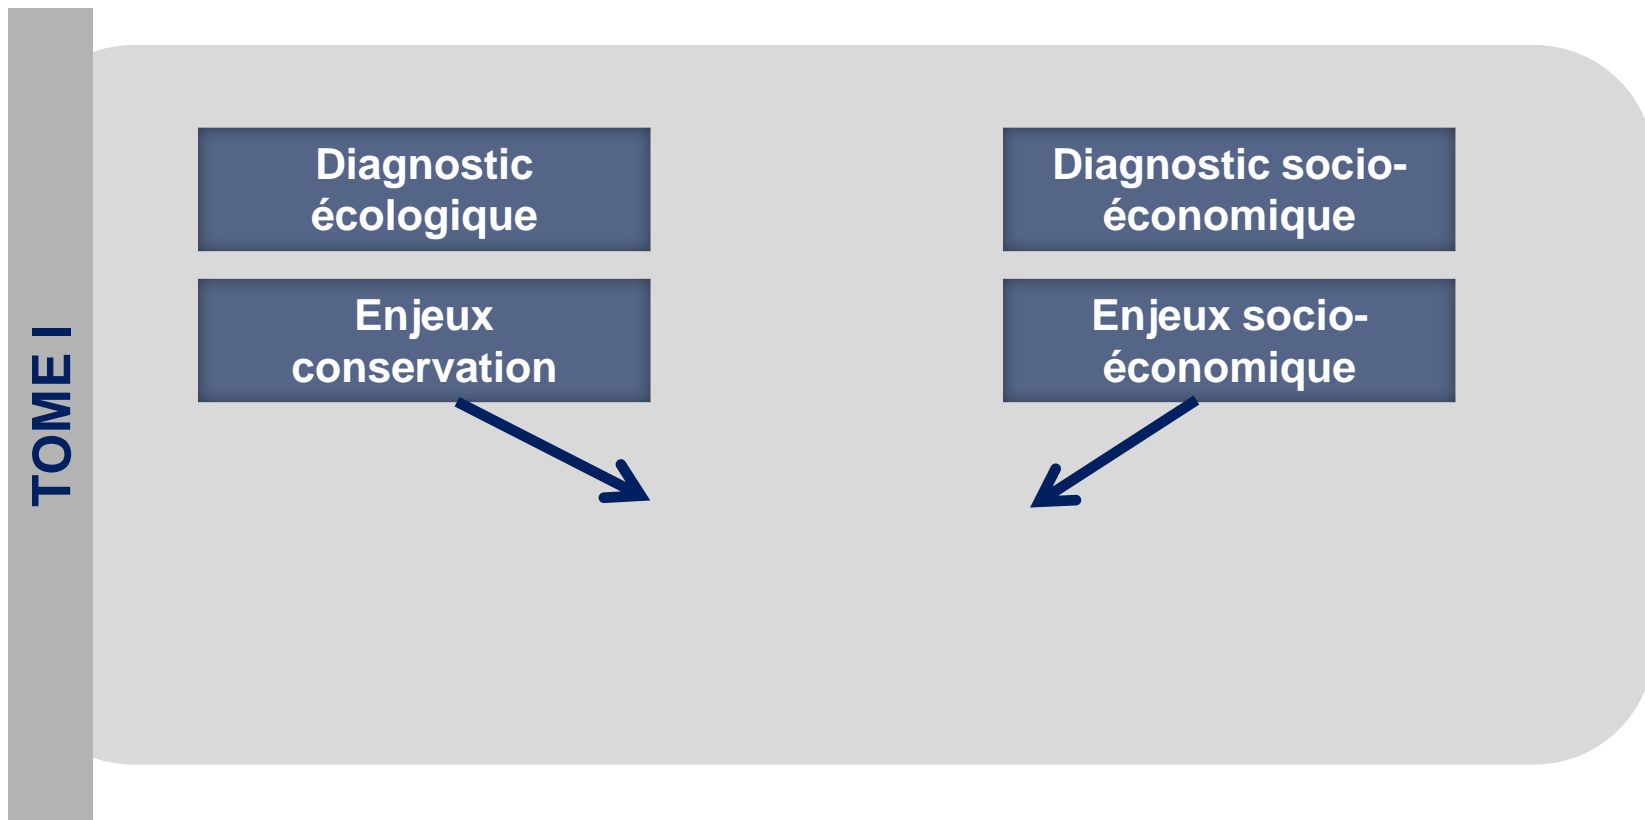 TOME I
Diagnostic
écologique
Enjeux
conservation
Diagnostic socio-
économique
Enjeux socio-
économique